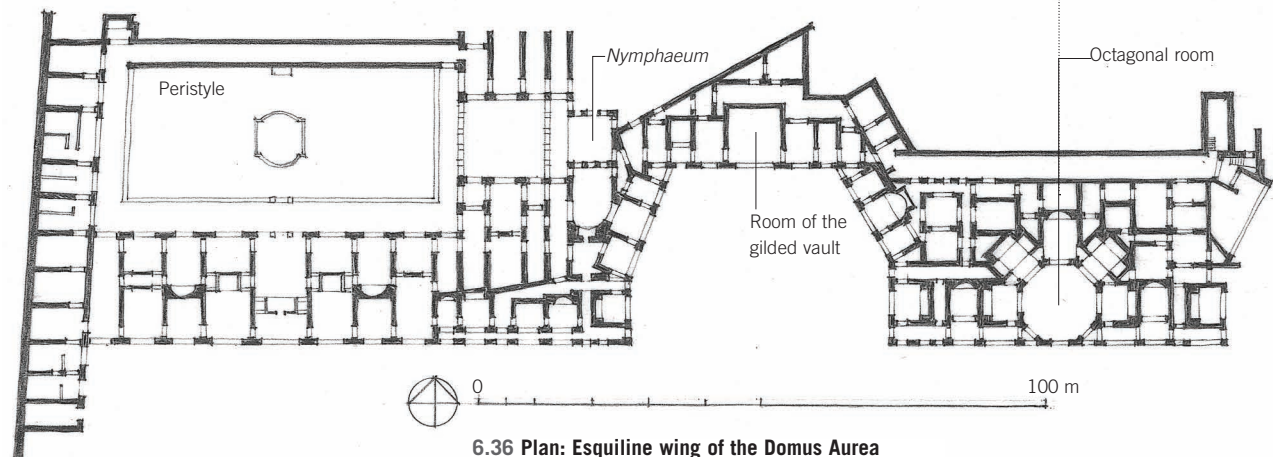 Nymphaeum
Octagonal room
Peristyle
Room of the
gilded vault
0
100 m
6.36 Plan: Esquiline wing of the Domus Aurea